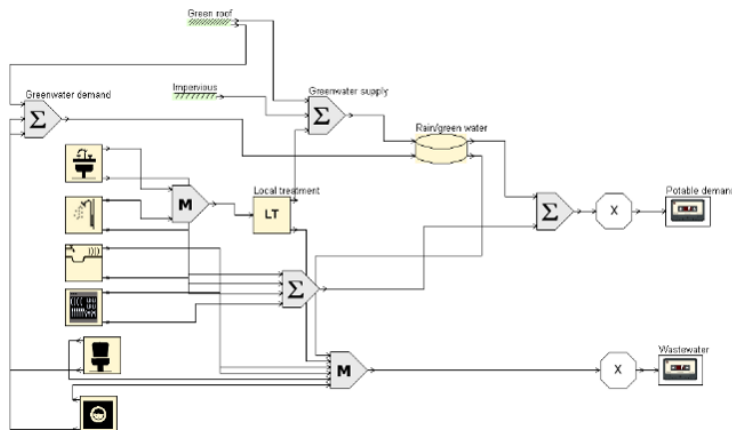 Green roof
Impervious
Greenwater supply
Greenwater demand
Σ
Σ
Rain/green water
M
Local treatment
LT
Σ
X
Potable demand
Σ
M
X
Wastewater